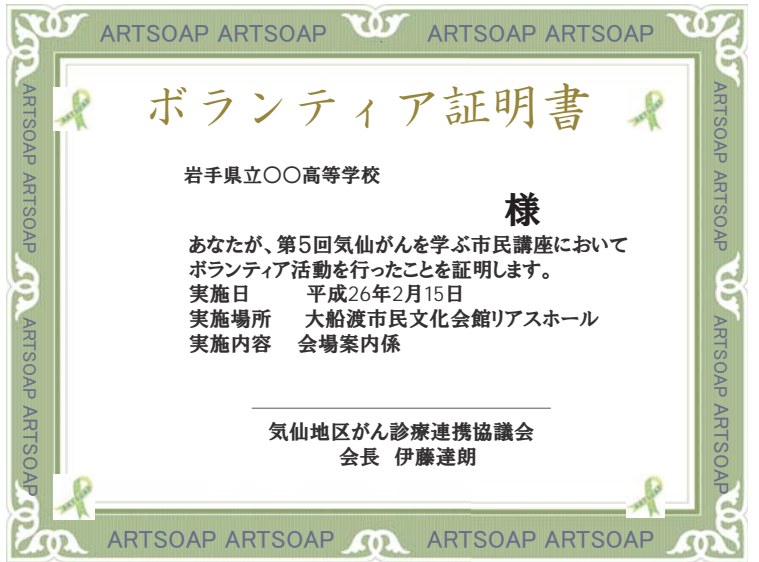 ARTSOAP ARTSOAP ARTSOAP ARTSOAP
ボランティア証明書
岩手県立〇〇高等学校
様
あなたが、第5回気仙がんを学ぶ市民講座において
ボランティア活動を行ったことを証明します。
実施日 平成26年2月15日
実施場所 大船渡市民文化会館リアスホール
実施内容 会場案内係
気仙地区がん診療連携協議会
会長 伊藤達朗
ARTSOAP ARTSOAP
ARTSOAP ARTSOAP
ARTSOAP ARTSOAP
ARTSOAP ARTSOAP
ARTSOAP ARTSOAP ARTSOAP ARTSOAP